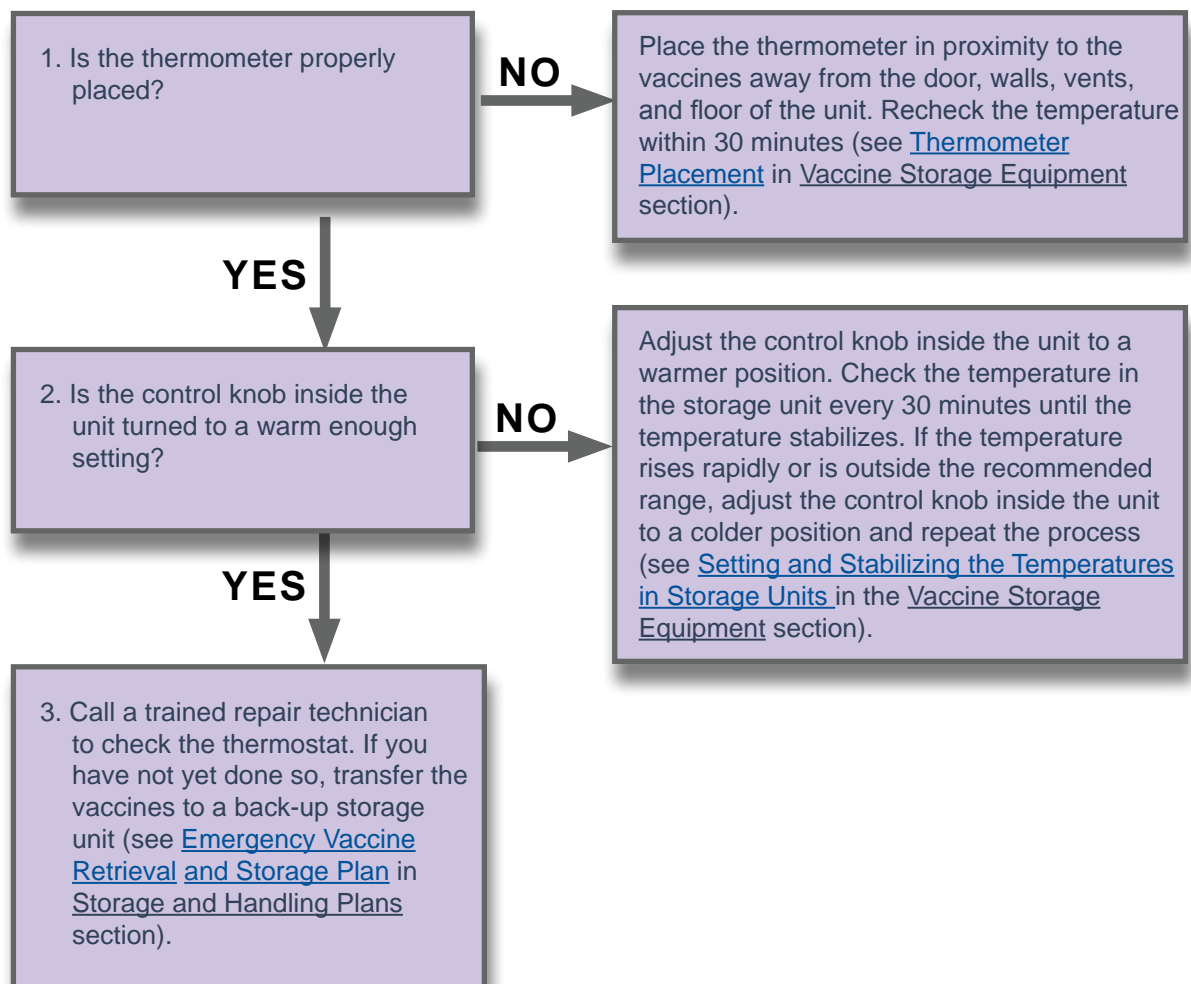 1. Is the thermometer properly
placed?
NO
Place the thermometer in proximity to the
vaccines away from the door, walls, vents,
and floor of the unit. Recheck the temperature
within 30 minutes (see Thermometer
Placement in Vaccine Storage Equipment
section).
YES
2. Is the control knob inside the
unit turned to a warm enough
setting?
NO
Adjust the control knob inside the unit to a
warmer position. Check the temperature in
the storage unit every 30 minutes until the
temperature stabilizes. If the temperature
rises rapidly or is outside the recommended
range, adjust the control knob inside the unit
to a colder position and repeat the process
(see Setting and Stabilizing the Temperatures
in Storage Units in the Vaccine Storage
Equipment section).
YES
3. Call a trained repair technician
to check the thermostat. If you
have not yet done so, transfer the
vaccines to a back-up storage
unit (see Emergency Vaccine
Retrieval and Storage Plan in
Storage and Handling Plans
section).